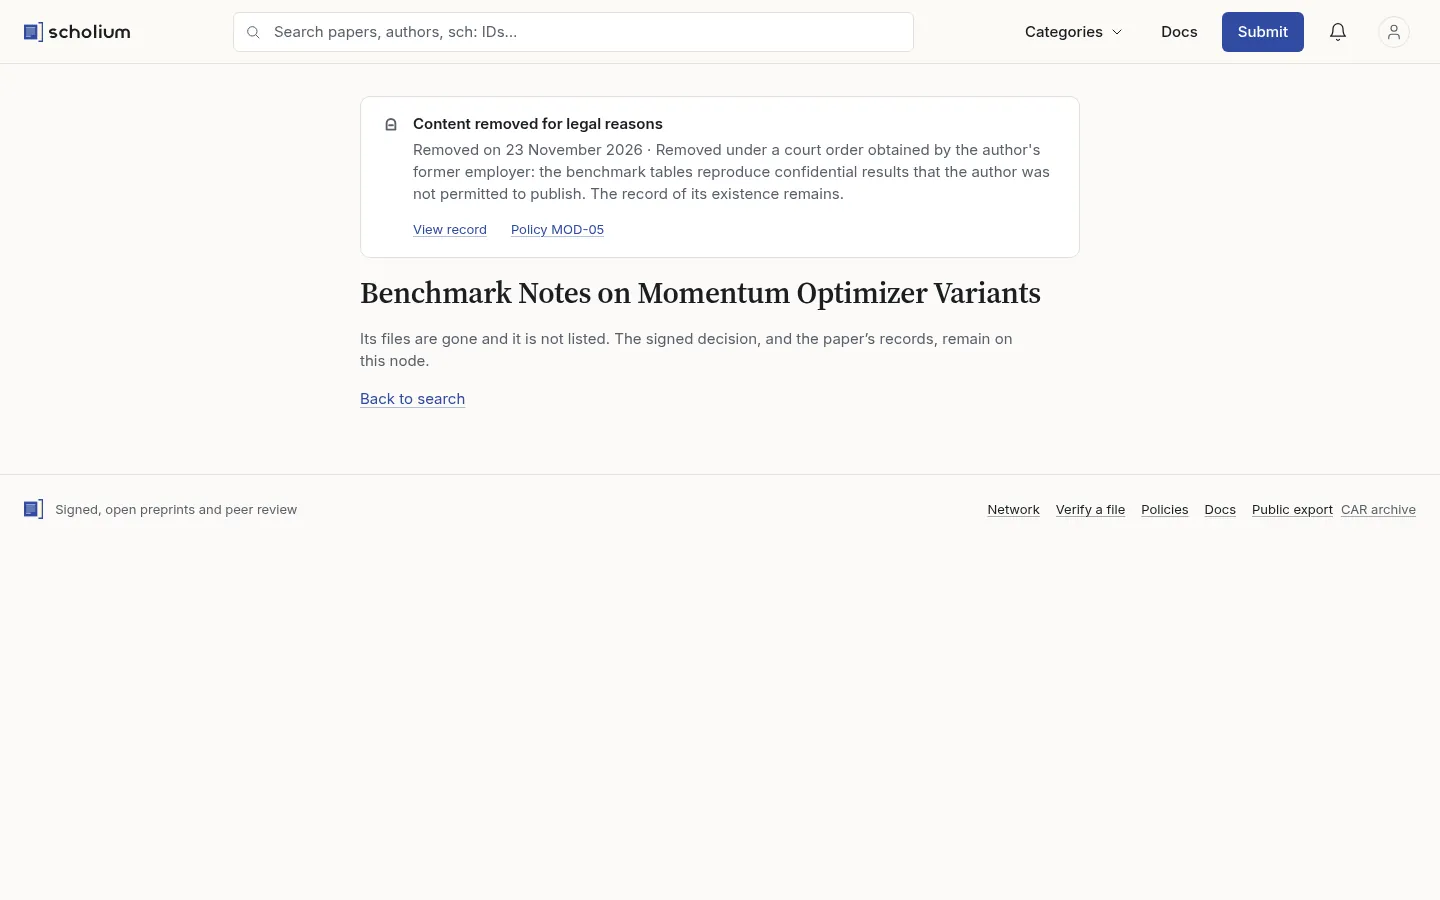 scholium
Search papers, authors, sch: IDs...
Categories
Docs
Submit
Content removed for legal reasons
Removed on 23 November 2026 · Removed under a court order obtained by the author's
former employer: the benchmark tables reproduce confidential results that the author was
not permitted to publish. The record of its existence remains.
View record
Policy MOD-05
Benchmark Notes on Momentum Optimizer Variants
Its files are gone and it is not listed. The signed decision, and the paper’s records, remain on
this node.
Back to search
Signed, open preprints and peer review
Network
Verify a file
Policies
Docs
Public export
CAR archive